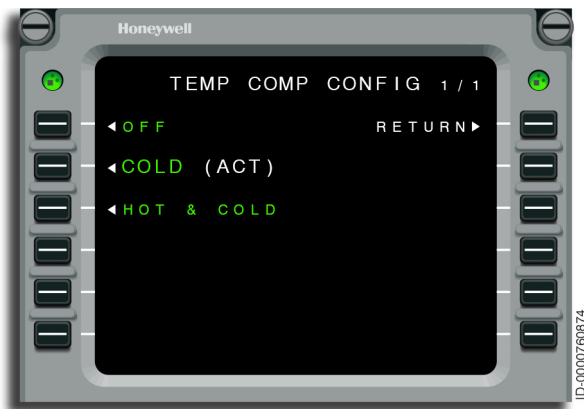 Honeywell
TEMP COMP CONFIG 1 / 1
◀OFF RETURN▶
◀COLD (ACT)
◀HOT & COLD
ID-0000760874